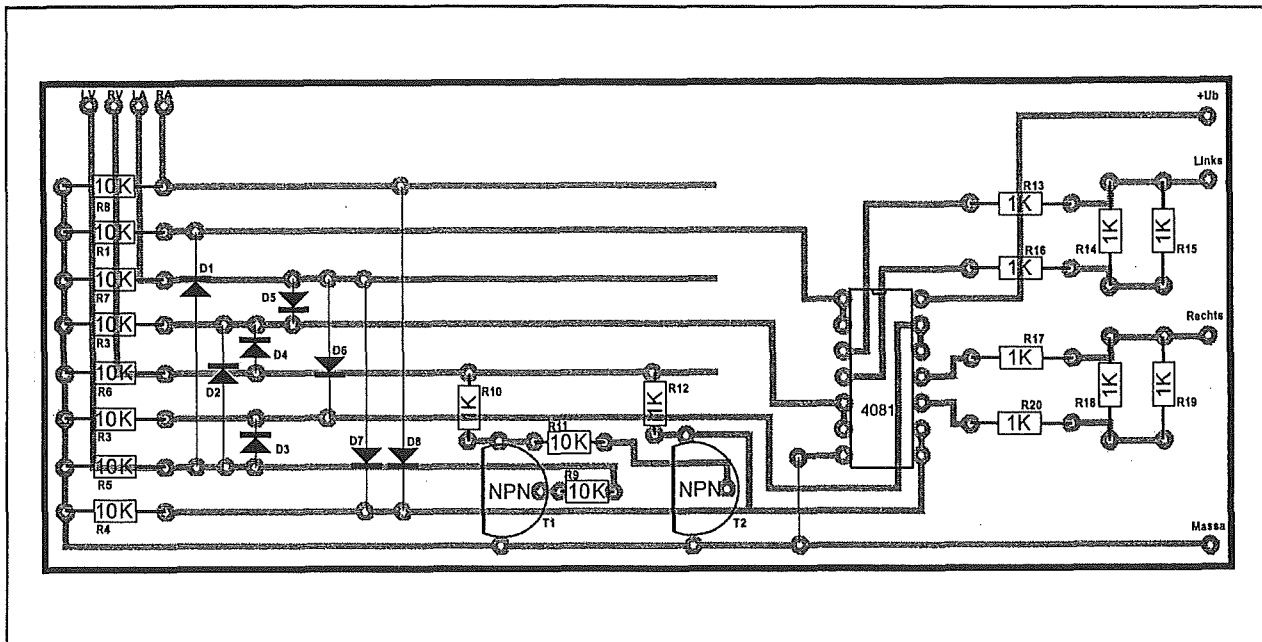 LV RV LA RA
+Ub
Links
10K
R8
10K
R1
10K
R7
10K
R3
10K
R6
10K
R3
10K
R5
10K
R4
D1
D2
D5
D4
D3
D6
D7
D8
1K
R10
R11
10K
R9
10K
1K
R12
NPN
T1
NPN
T2
4081
R13
1K
R16
1K
R14
1K
1K
R15
Rechts
R17
1K
R20
1K
R18
1K
1K
R19
Massa